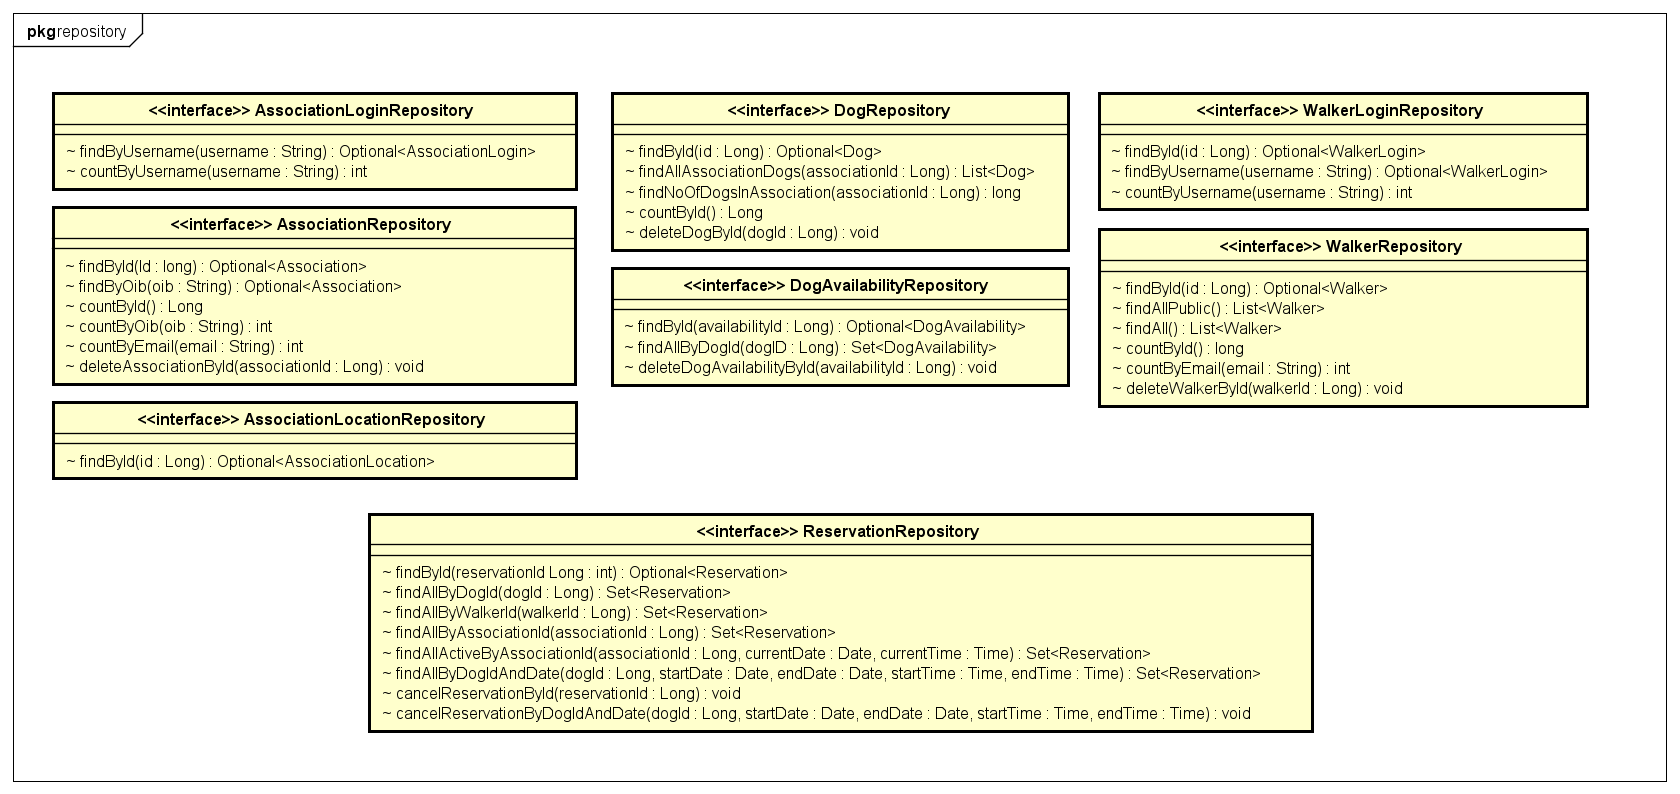 pkg repository
<<interface>> AssociationLoginRepository
~ findByUsername(username : String) : Optional<AssociationLogin>
~ countByUsername(username : String) : int
<<interface>> AssociationRepository
~ findById(Id : long) : Optional<Association>
~ findByOib(oib : String) : Optional<Association>
~ countById() : Long
~ countByOib(oib : String) : int
~ countByEmail(email : String) : int
~ deleteAssociationById(associationId : Long) : void
<<interface>> AssociationLocationRepository
~ findById(id : Long) : Optional<AssociationLocation>
<<interface>> DogRepository
~ findById(id : Long) : Optional<Dog>
~ findAllAssociationDogs(associationId : Long) : List<Dog>
~ findNoOfDogsInAssociation(associationId : Long) : long
~ countById() : Long
~ deleteDogById(dogId : Long) : void
<<interface>> DogAvailabilityRepository
~ findById(availabilityId : Long) : Optional<DogAvailability>
~ findAllByDogId(dogID : Long) : Set<DogAvailability>
~ deleteDogAvailabilityById(availabilityId : Long) : void
<<interface>> WalkerLoginRepository
~ findById(id : Long) : Optional<WalkerLogin>
~ findByUsername(username : String) : Optional<WalkerLogin>
~ countByUsername(username : String) : int
<<interface>> WalkerRepository
~ findById(id : Long) : Optional<Walker>
~ findAllPublic() : List<Walker>
~ findAll() : List<Walker>
~ countById() : long
~ countByEmail(email : String) : int
~ deleteWalkerById(walkerId : Long) : void
<<interface>> ReservationRepository
~ findById(reservationId Long : int) : Optional<Reservation>
~ findAllByDogId(dogId : Long) : Set<Reservation>
~ findAllByWalkerId(walkerId : Long) : Set<Reservation>
~ findAllByAssociationId(associationId : Long) : Set<Reservation>
~ findAllActiveByAssociationId(associationId : Long, currentDate : Date, currentTime : Time) : Set<Reservation>
~ findAllByDogIdAndDate(dogId : Long, startDate : Date, endDate : Date, startTime : Time, endTime : Time) : Set<Reservation>
~ cancelReservationById(reservationId : Long) : void
~ cancelReservationByDogIdAndDate(dogId : Long, startDate : Date, endDate : Date, startTime : Time, endTime : Time) : void